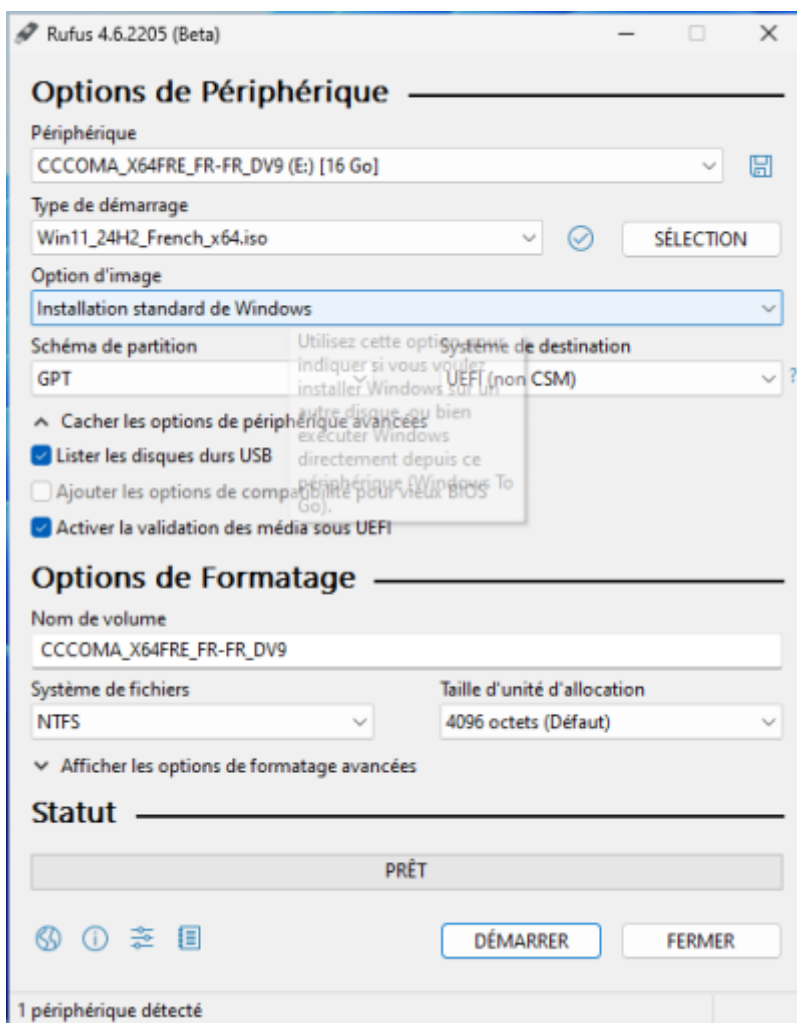 Rufus 4.6.2205 (Beta)
Options de Périphérique
Périphérique
CCCOMA_X64FRE_FR-FR_DV9 (E:) [16 Go]
Type de démarrage
Win11_24H2_French_x64.iso
SÉLECTION
Option d'image
Installation standard de Windows
Schéma de partition
Système de destination
GPT
UEFI (non CSM)
?
Utilisez cette option pour
indiquer si vous voulez
installer Windows sur un
autre disque, ou bien
exécuter Windows
directement depuis ce
périphérique (Windows To
Go).
Cacher les options de périphérique avancées
Lister les disques durs USB
Ajouter les options de compatibilité pour vieux BIOS
Activer la validation des média sous UEFI
Options de Formatage
Nom de volume
CCCOMA_X64FRE_FR-FR_DV9
Système de fichiers
Taille d'unité d'allocation
NTFS
4096 octets (Défaut)
Afficher les options de formatage avancées
Statut
PRÊT
DÉMARRER
FERMER
1 périphérique détecté